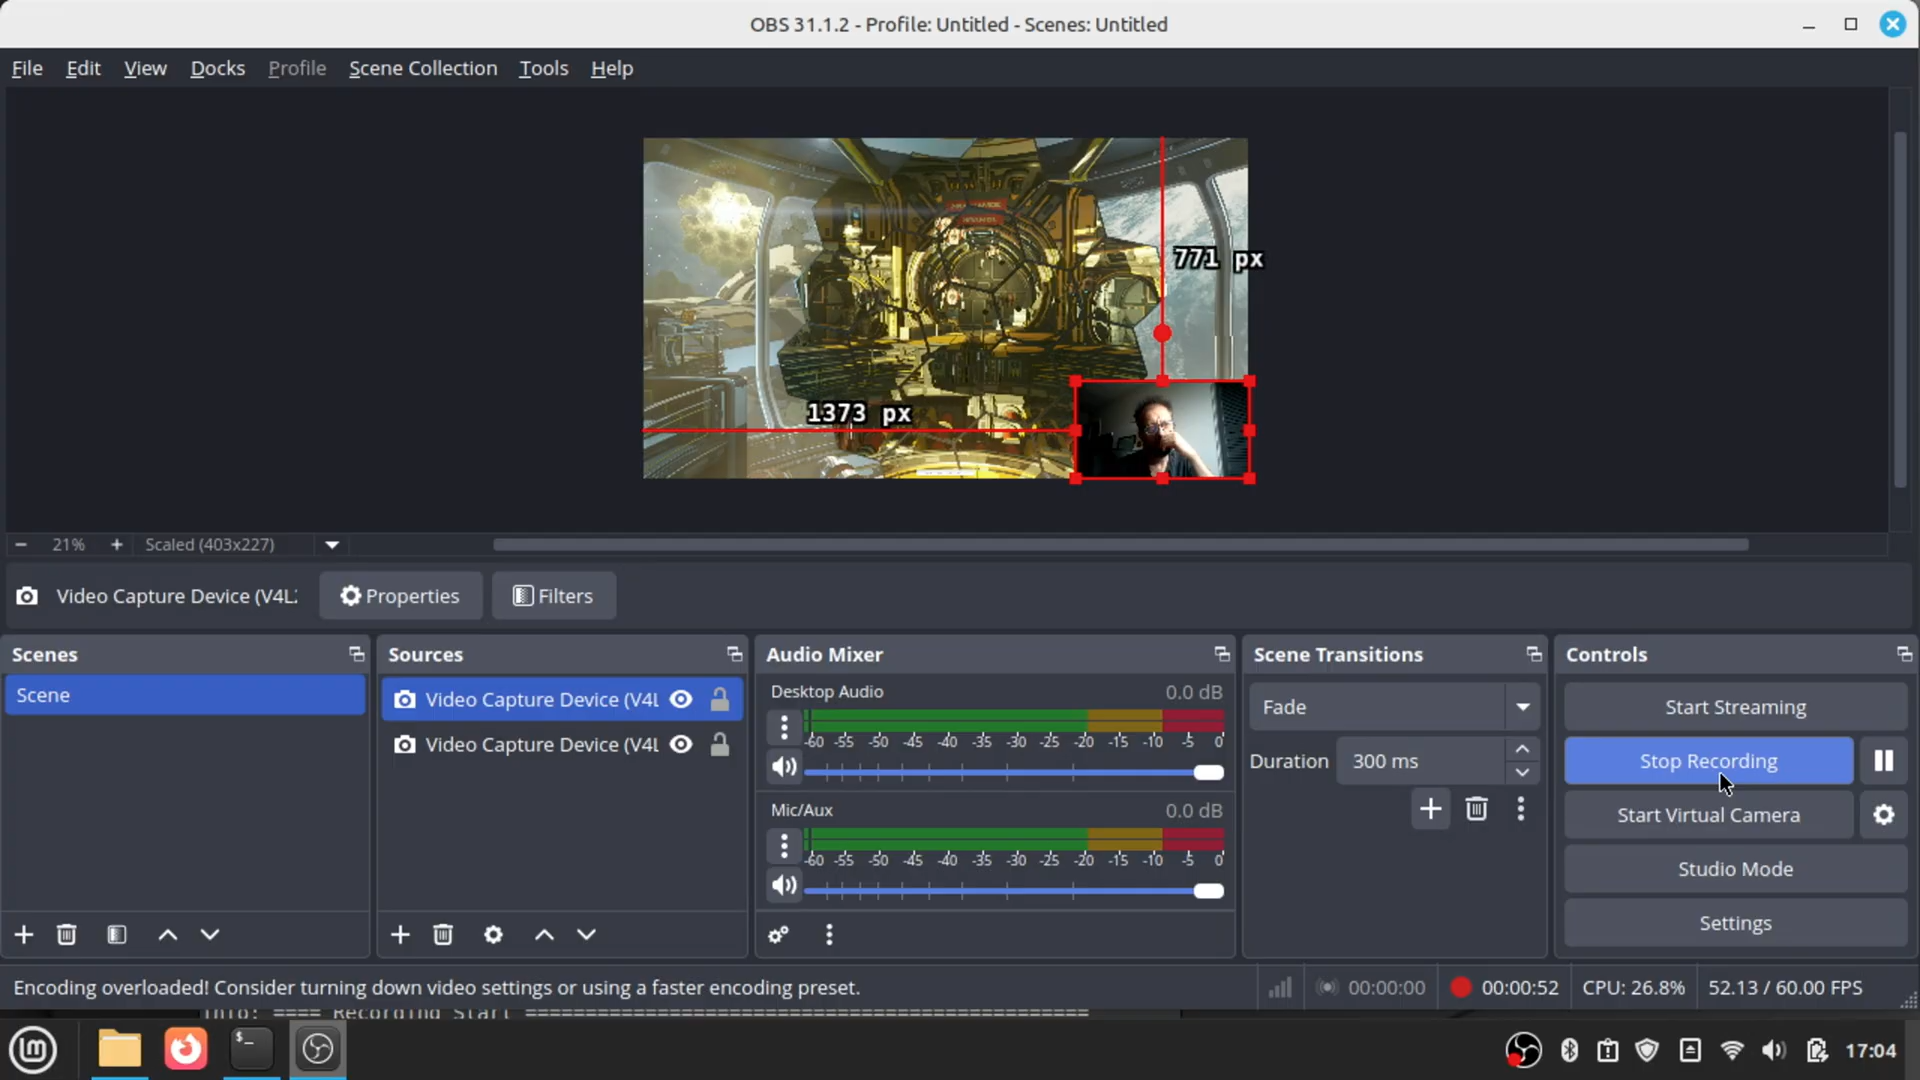 OBS 31.1.2 - Profile: Untitled - Scenes: Untitled
File Edit View Docks Profile Scene Collection Tools Help
771 px
1373 px
21% Scaled (403x227)
Video Capture Device (V4L2 Properties Filters
Scenes
Scene
Sources
Video Capture Device (V4L
Video Capture Device (V4L
Audio Mixer
Desktop Audio 0.0 dB
-60 -55 -50 -45 -40 -35 -30 -25 -20 -15 -10 -5 0
Mic/Aux 0.0 dB
-60 -55 -50 -45 -40 -35 -30 -25 -20 -15 -10 -5 0
Scene Transitions
Fade
Duration 300 ms
Controls
Start Streaming
Stop Recording
Start Virtual Camera
Studio Mode
Settings
Encoding overloaded! Consider turning down video settings or using a faster encoding preset.
00:00:00 00:00:52 CPU: 26.8% 52.13 / 60.00 FPS
info: ==== Recording Start ====
17:04